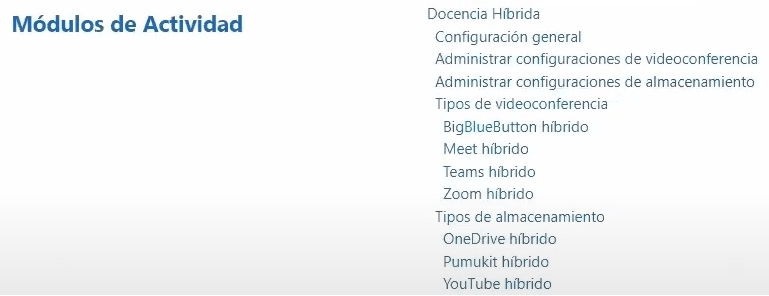 Módulos de Actividad
Docencia Híbrida
Configuración general
Administrar configuraciones de videoconferencia
Administrar configuraciones de almacenamiento
Tipos de videoconferencia
BigBlueButton híbrido
Meet híbrido
Teams híbrido
Zoom híbrido
Tipos de almacenamiento
OneDrive híbrido
Pumukit híbrido
YouTube híbrido